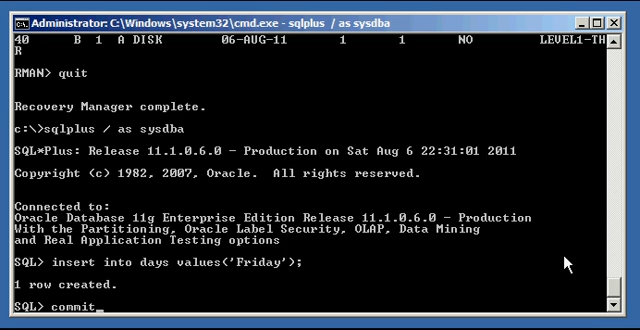 Administrator: C:\Windows\system32\cmd.exe - sqlplus / as sysdba
40 B 1 A DISK 06-AUG-11 1 1 NO LEVEL1-TH
R
RMAN> quit
Recovery Manager complete.
c:\>sqlplus / as sysdba
SQL*Plus: Release 11.1.0.6.0 - Production on Sat Aug 6 22:31:01 2011
Copyright (c) 1982, 2007, Oracle. All rights reserved.
Connected to:
Oracle Database 11g Enterprise Edition Release 11.1.0.6.0 - Production
With the Partitioning, Oracle Label Security, OLAP, Data Mining
and Real Application Testing options
SQL> insert into days values('Friday');
1 row created.
SQL> commit_